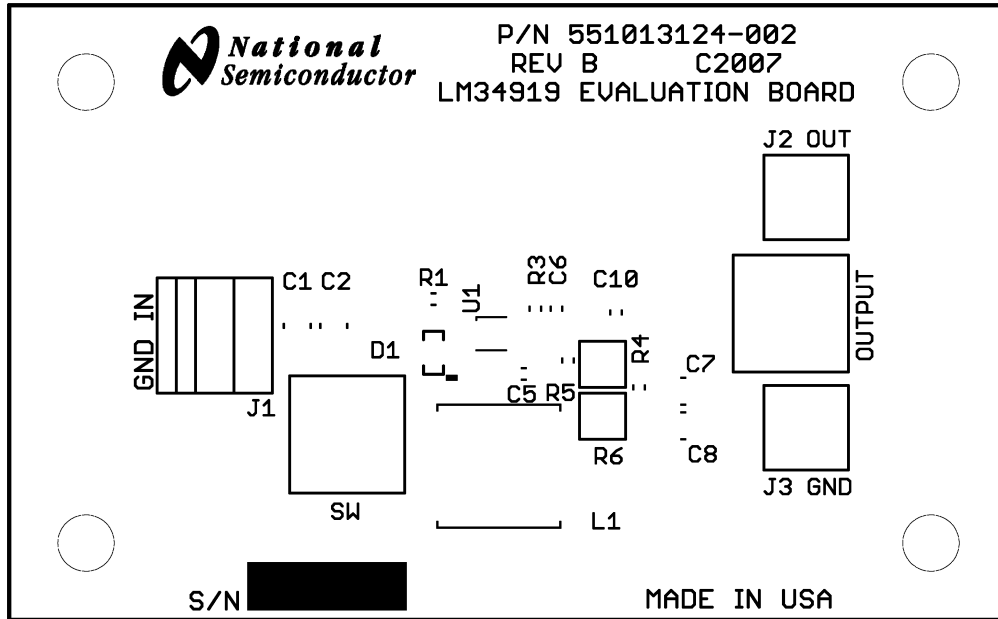 National
Semiconductor
P/N 551013124-002
REV B C2007
LM34919 EVALUATION BOARD
J2 OUT
C1 C2
R1
U1
R3
C6
C10
GND IN
OUTPUT
D1
R4
C7
J1
C5
R5
R6
C8
SW
L1
J3 GND
S/N
MADE IN USA